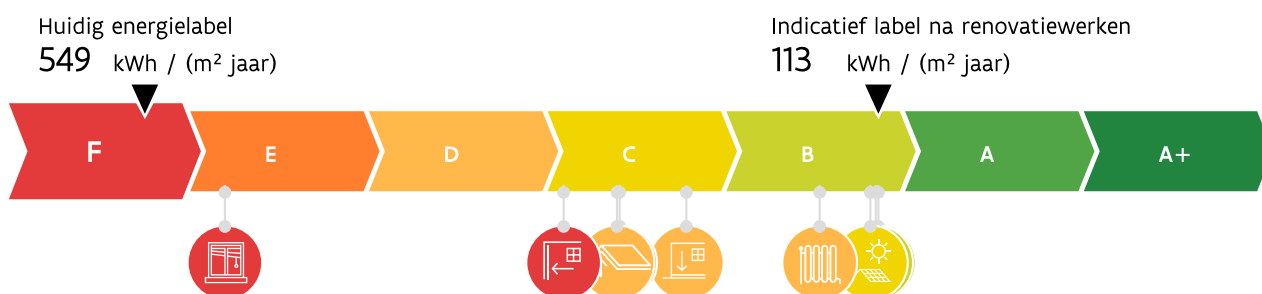 Huidig energielabel
549 kWh / (m² jaar)
Indicatief label na renovatiewerken
113 kWh / (m² jaar)
F E D C B A A+